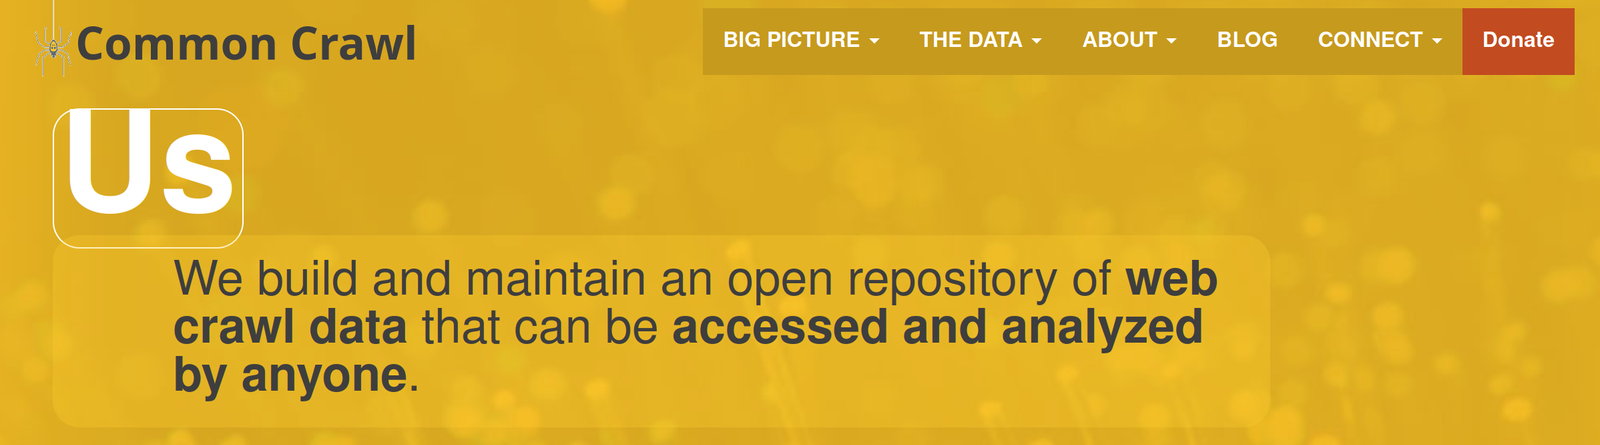 Common Crawl
BIG PICTURE
THE DATA
ABOUT
BLOG
CONNECT
Donate
Us
We build and maintain an open repository of web
crawl data that can be accessed and analyzed
by anyone.